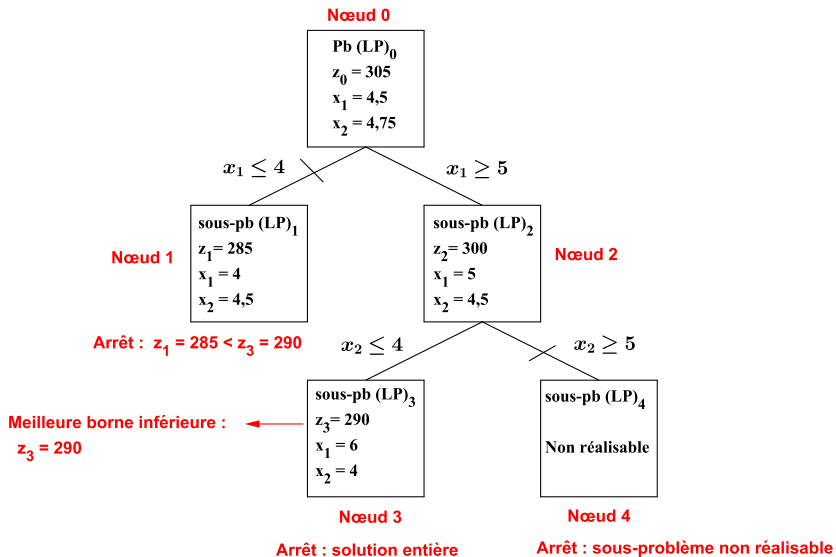 Nœud 0
Pb (LP)0
z0 = 305
x1 = 4,5
x2 = 4,75
x1 ≤ 4
x1 ≥ 5
sous-pb (LP)1
z1= 285
x1 = 4
x2 = 4,5
Nœud 1
sous-pb (LP)2
z2= 300
x1 = 5
x2 = 4,5
Nœud 2
Arrêt : z1 = 285 < z3 = 290
x2 ≤ 4
x2 ≥ 5
sous-pb (LP)3
z3= 290
x1 = 6
x2 = 4
sous-pb (LP)4
Non réalisable
Meilleure borne inférieure :
z3 = 290
Nœud 3
Nœud 4
Arrêt : solution entière
Arrêt : sous-problème non réalisable